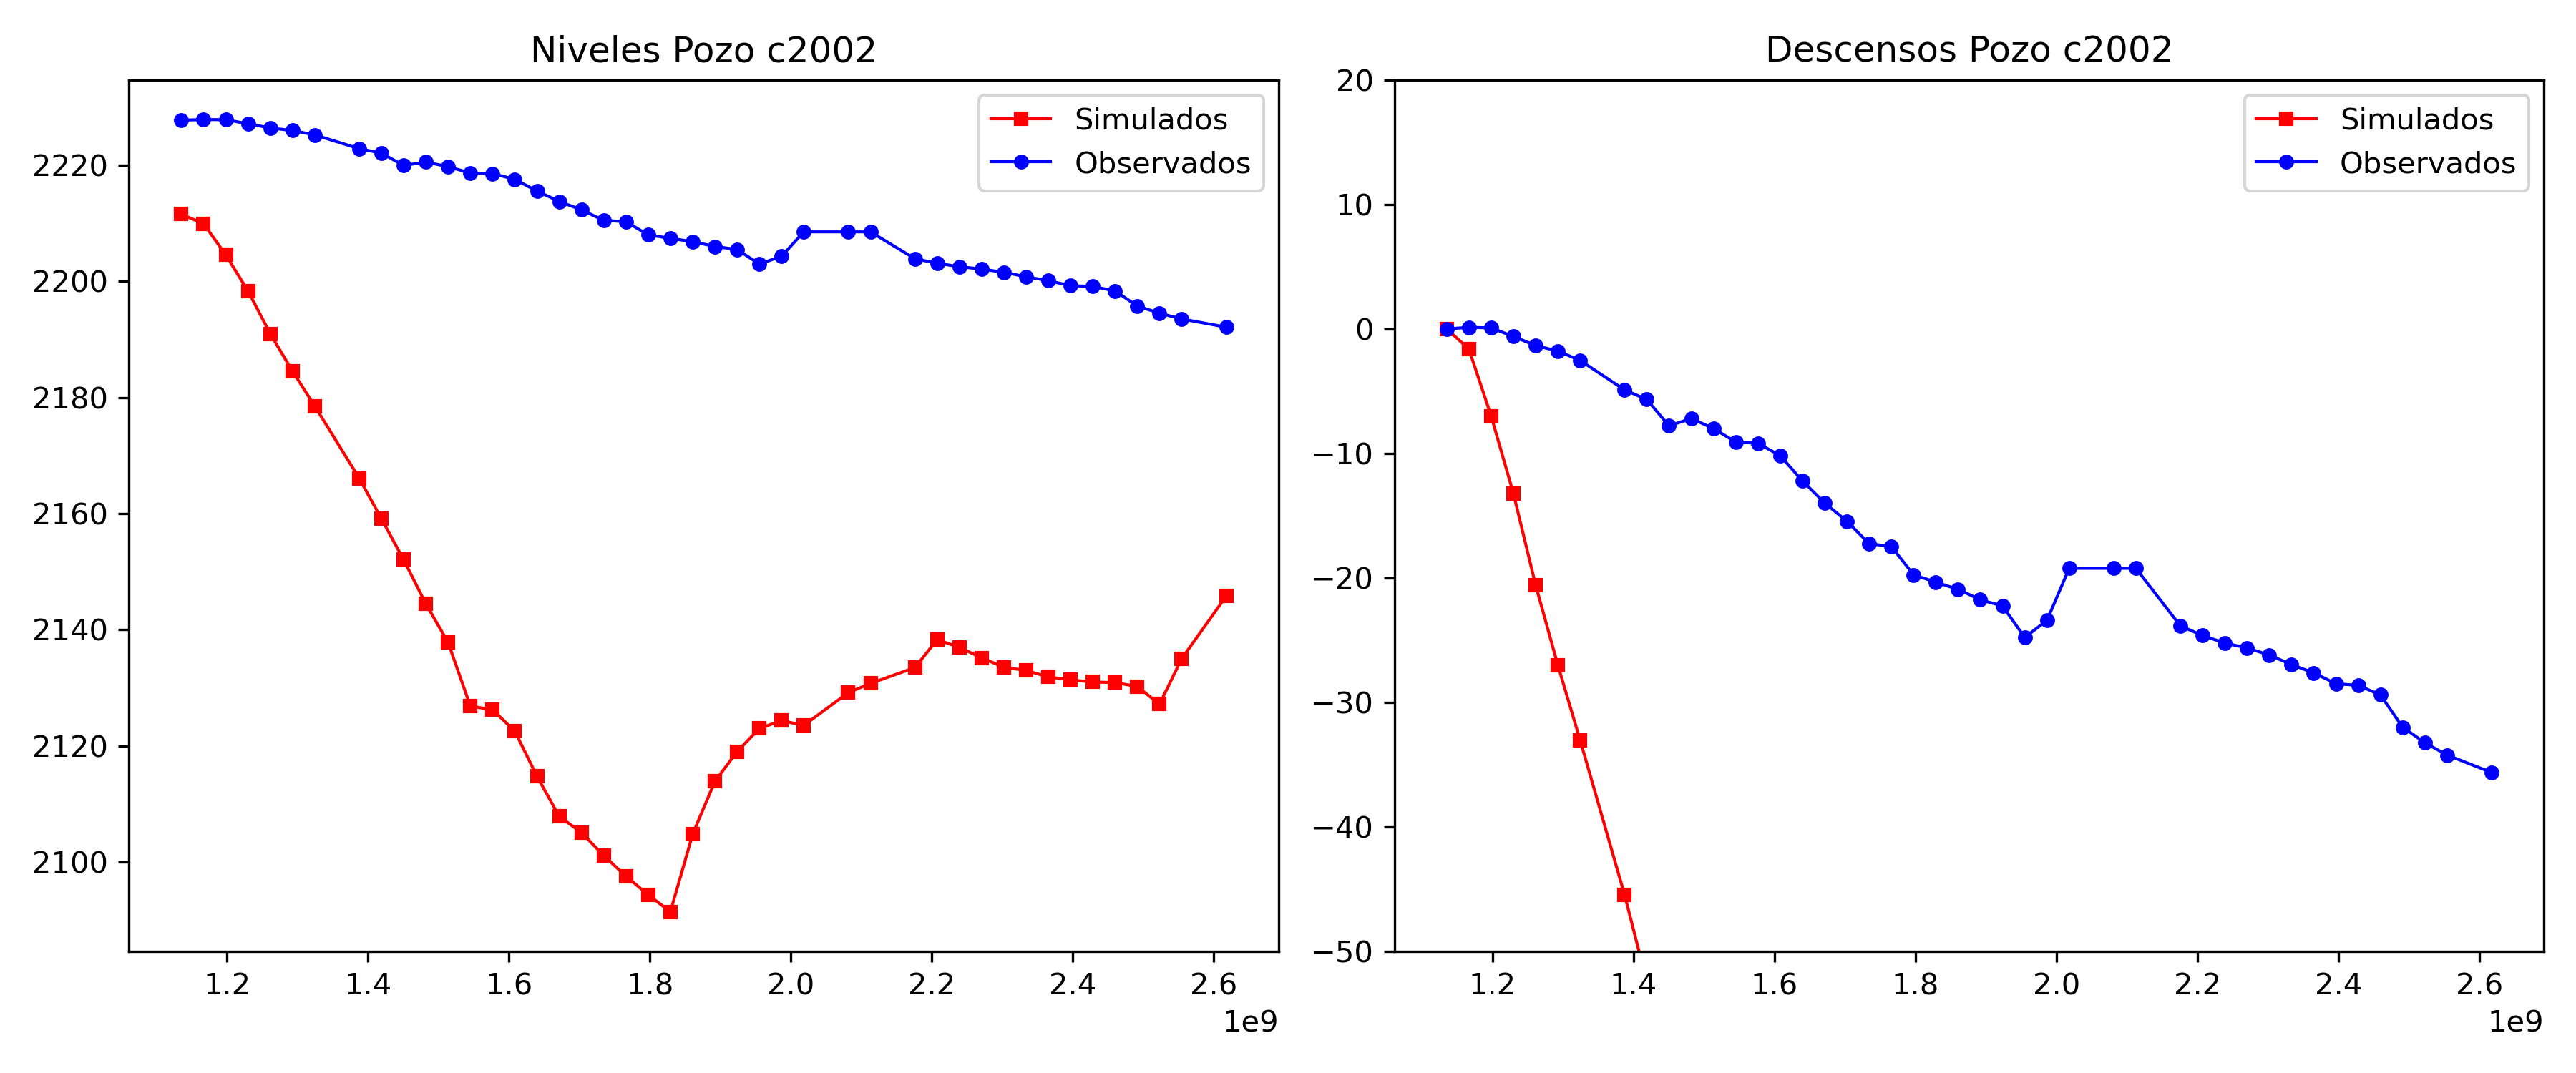 Niveles Pozo c2002
Simulados
Observados
2220
2200
2180
2160
2140
2120
2100
1.2 1.4 1.6 1.8 2.0 2.2 2.4 2.6
1e9
Descensos Pozo c2002
Simulados
Observados
20
10
0
−10
−20
−30
−40
−50
1.2 1.4 1.6 1.8 2.0 2.2 2.4 2.6
1e9